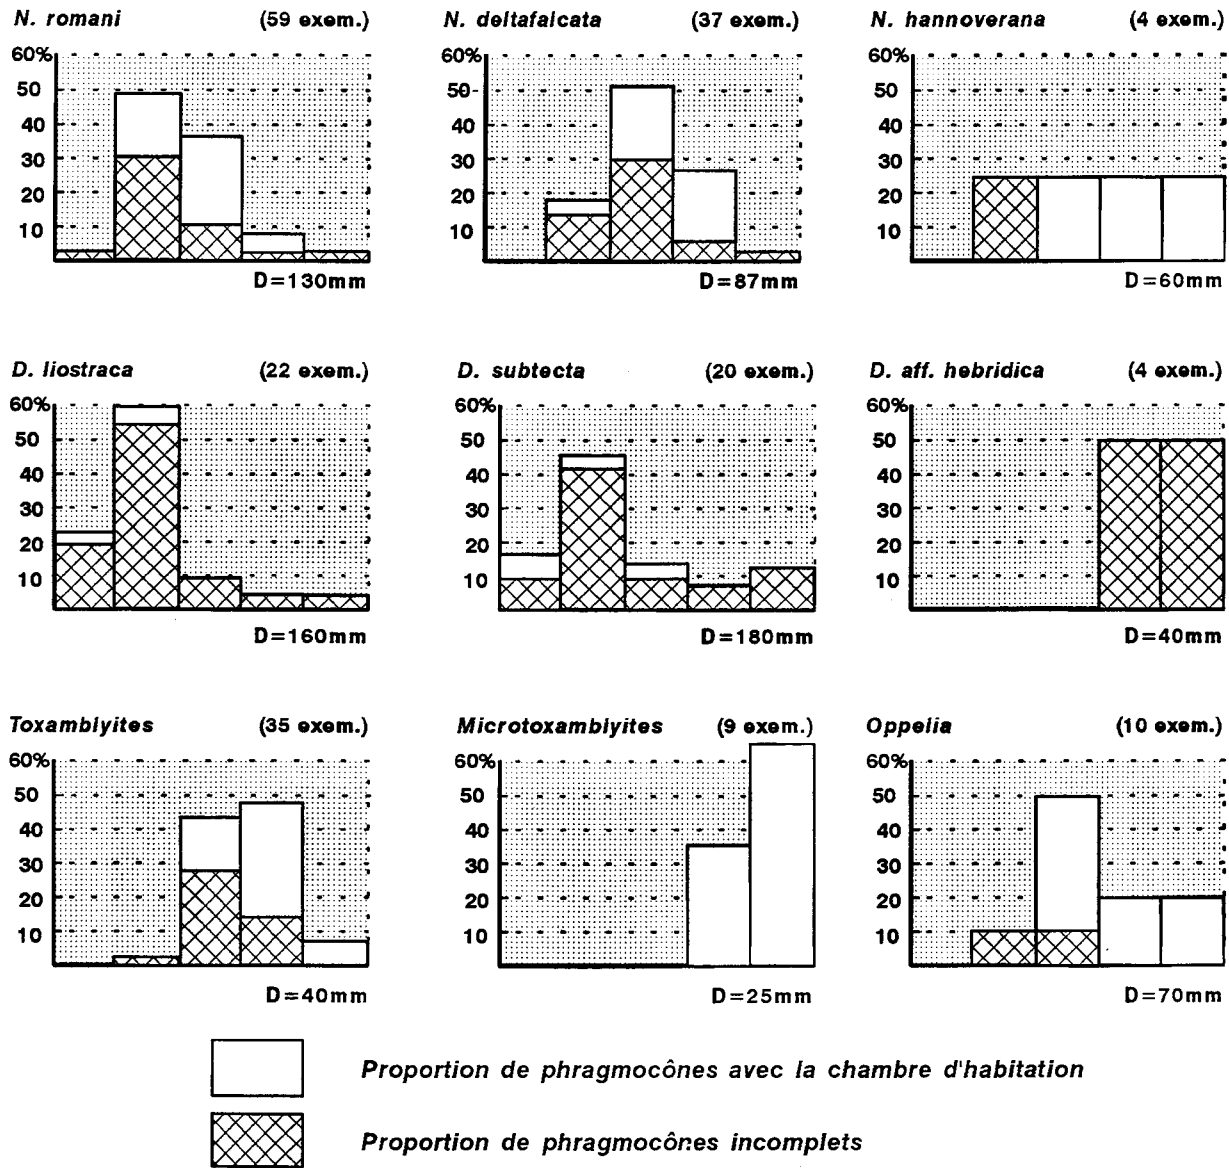 N. romani (59 exem.) N. deltafalcata (37 exem.) N. hannoverana (4 exem.)
60% 60% 60%
50 50 50
40 40 40
30 30 30
20 20 20
10 10 10
D=130mm D=87mm D=60mm
D. liostraca (22 exem.) D. subtecta (20 exem.) D. aff. hebridica (4 exem.)
60% 60% 60%
50 50 50
40 40 40
30 30 30
20 20 20
10 10 10
D=160mm D=180mm D=40mm
Toxamblyites (35 exem.) Microtoxamblyites (9 exem.) Oppelia (10 exem.)
60% 60% 60%
50 50 50
40 40 40
30 30 30
20 20 20
10 10 10
D=40mm D=25mm D=70mm
Proportion de phragmocônes avec la chambre d'habitation
Proportion de phragmocônes incomplets